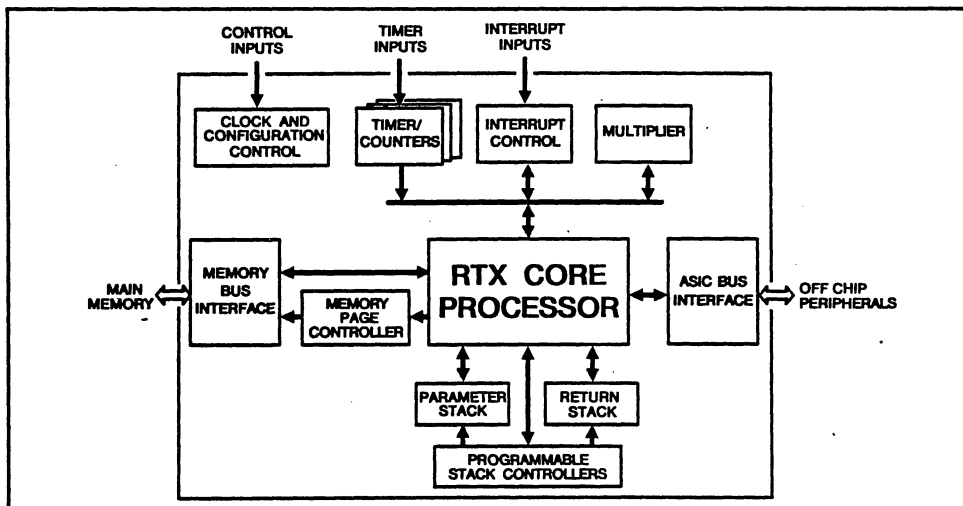 CONTROL
INPUTS
TIMER
INPUTS
INTERRUPT
INPUTS
CLOCK AND
CONFIGURATION
CONTROL
TIMER/
COUNTERS
INTERRUPT
CONTROL
MULTIPLIER
MAIN
MEMORY
MEMORY
BUS
INTERFACE
MEMORY
PAGE
CONTROLLER
RTX CORE
PROCESSOR
ASIC BUS
INTERFACE
OFF CHIP
PERIPHERALS
PARAMETER
STACK
RETURN
STACK
PROGRAMMABLE
STACK CONTROLLERS